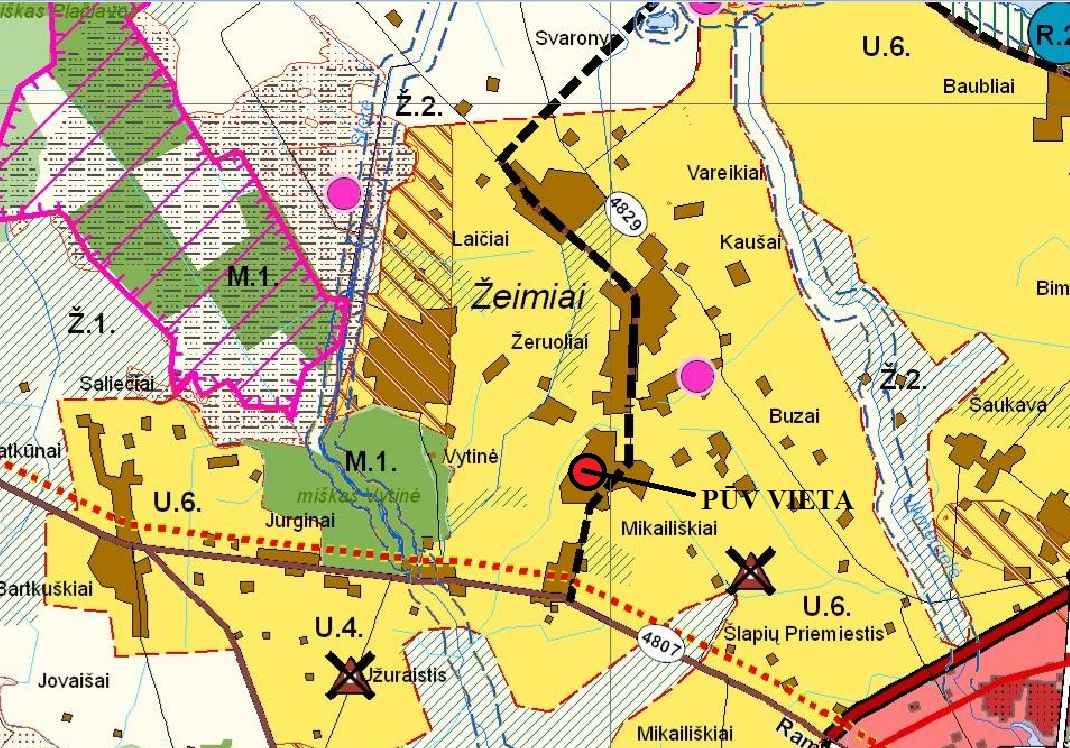 Svaronys
U.6.
R.2
Baubliai
Ž.2.
Vareikiai
4829
Laičiai
Kaušai
M.1.
Žeimiai
Bim
Ž.1.
Žeruoliai
Saliečiai
Ž.2.
Šaukava
Buzai
atkūnai
M.1.
Vytinė
miškas Vytinė
U.6.
PŪV VIETA
Jurginai
Mikailiškiai
Bartkuškiai
U.6.
U.4.
Šlapių Priemiestis
4807
Užuraistis
Jovaišai
Mikailiškiai
Ram